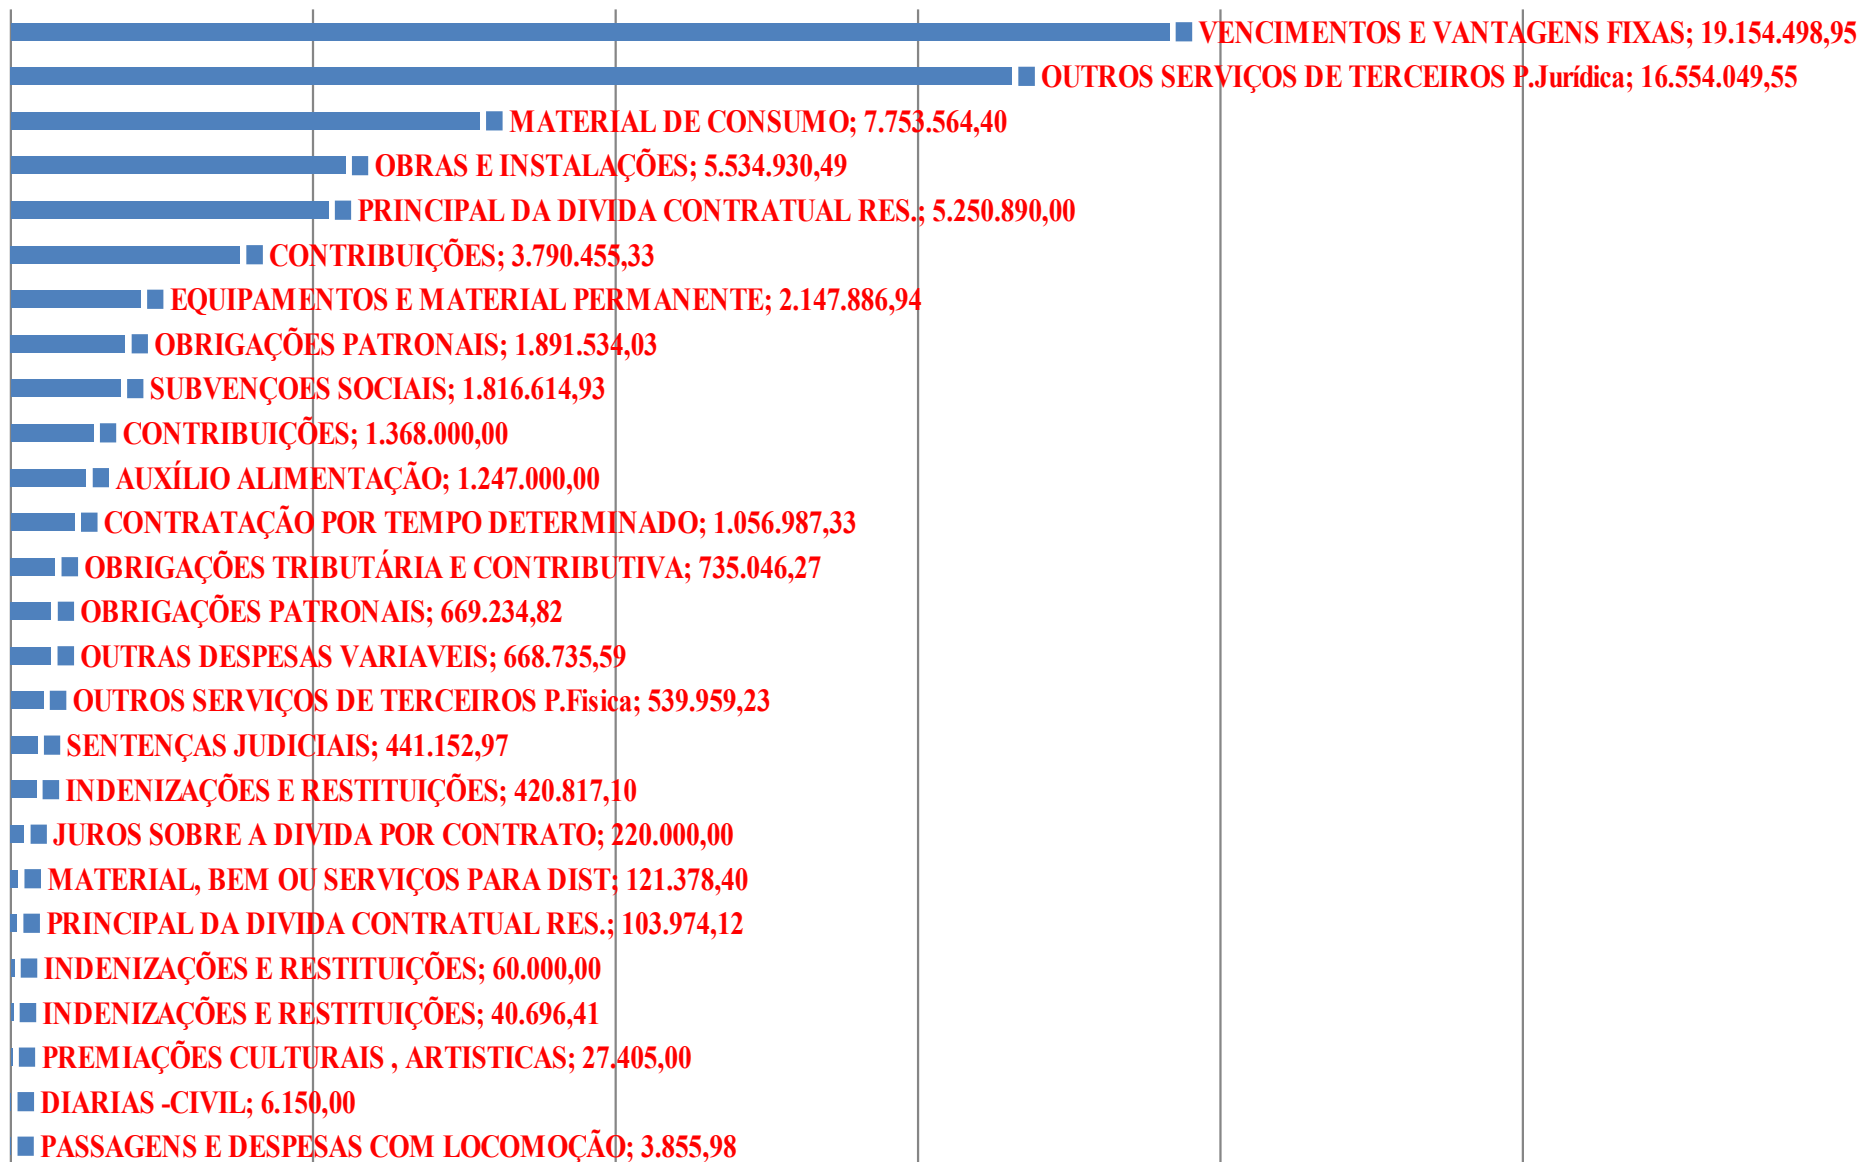 VENCIMENTOS E VANTAGENS FIXAS; 19.154.498,95
OUTROS SERVIÇOS DE TERCEIROS P.Jurídica; 16.554.049,55
MATERIAL DE CONSUMO; 7.753.564,40
OBRAS E INSTALAÇÕES; 5.534.930,49
PRINCIPAL DA DIVIDA CONTRATUAL RES.; 5.250.890,00
CONTRIBUIÇÕES; 3.790.455,33
EQUIPAMENTOS E MATERIAL PERMANENTE; 2.147.886,94
OBRIGAÇÕES PATRONAIS; 1.891.534,03
SUBVENÇOES SOCIAIS; 1.816.614,93
CONTRIBUIÇÕES; 1.368.000,00
AUXÍLIO ALIMENTAÇÃO; 1.247.000,00
CONTRATAÇÃO POR TEMPO DETERMINADO; 1.056.987,33
OBRIGAÇÕES TRIBUTÁRIA E CONTRIBUTIVA; 735.046,27
OBRIGAÇÕES PATRONAIS; 669.234,82
OUTRAS DESPESAS VARIAVEIS; 668.735,59
OUTROS SERVIÇOS DE TERCEIROS P.Fisica; 539.959,23
SENTENÇAS JUDICIAIS; 441.152,97
INDENIZAÇÕES E RESTITUIÇÕES; 420.817,10
JUROS SOBRE A DIVIDA POR CONTRATO; 220.000,00
MATERIAL, BEM OU SERVIÇOS PARA DIST; 121.378,40
PRINCIPAL DA DIVIDA CONTRATUAL RES.; 103.974,12
INDENIZAÇÕES E RESTITUIÇÕES; 60.000,00
INDENIZAÇÕES E RESTITUIÇÕES; 40.696,41
PREMIAÇÕES CULTURAIS , ARTISTICAS; 27.405,00
DIARIAS -CIVIL; 6.150,00
PASSAGENS E DESPESAS COM LOCOMOÇÃO; 3.855,98